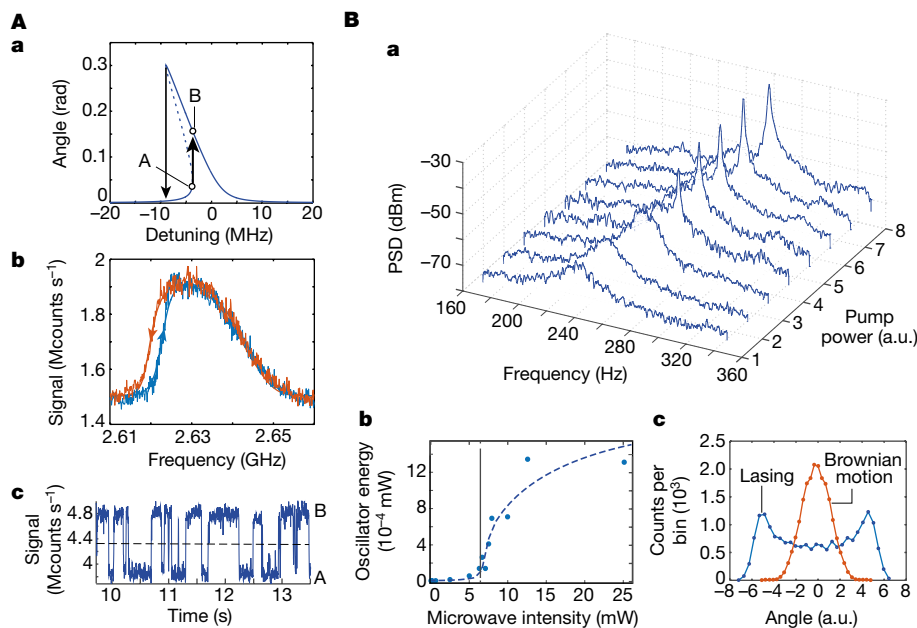 A
a
Angle (rad)
0.3
0.2
0.1
0
B
A
−20
−10
0
10
20
Detuning (MHz)
b
Signal (Mcounts s⁻¹)
2
1.8
1.6
1.4
2.61
2.63
2.65
Frequency (GHz)
c
Signal
(Mcounts s⁻¹)
4.8
4.4
4
B
A
10
11
12
13
Time (s)
B
a
PSD (dBm)
−30
−50
−70
160
200
240
280
320
360
Frequency (Hz)
1
2
3
4
5
6
7
8
Pump
power (a.u.)
b
Oscillator energy
(10⁻⁴ mW)
12
8
4
0
0
5
10
15
20
25
Microwave intensity (mW)
c
Counts per
bin (10³)
2.5
2.0
1.5
1.0
0.5
0
Lasing
Brownian
motion
−8
−6
−4
−2
0
2
4
6
8
Angle (a.u.)